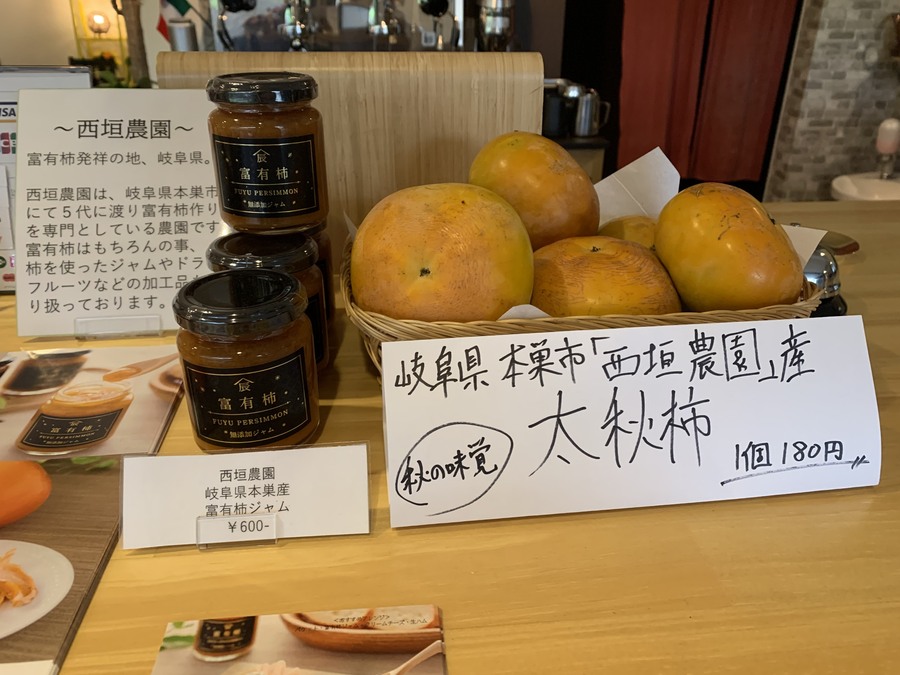 ～西垣農園～
富有柿発祥の地、岐阜県。
西垣農園は、岐阜県本巣市
にて５代に渡り富有柿作り
を専門としている農園です
富有柿はもちろんの事、
柿を使ったジャムやドラ
フルーツなどの加工品
り扱っております。
辰
富有柿
FUYU PERSIMMON
無添加ジャム
辰
富有柿
FUYU PERSIMMON
無添加ジャム
富有柿
FUYU PERSIMMON
西垣農園
岐阜県本巣産
富有柿ジャム
￥600-
岐阜県本巣市「西垣農園」産
太秋柿
秋の味覚
1個180円